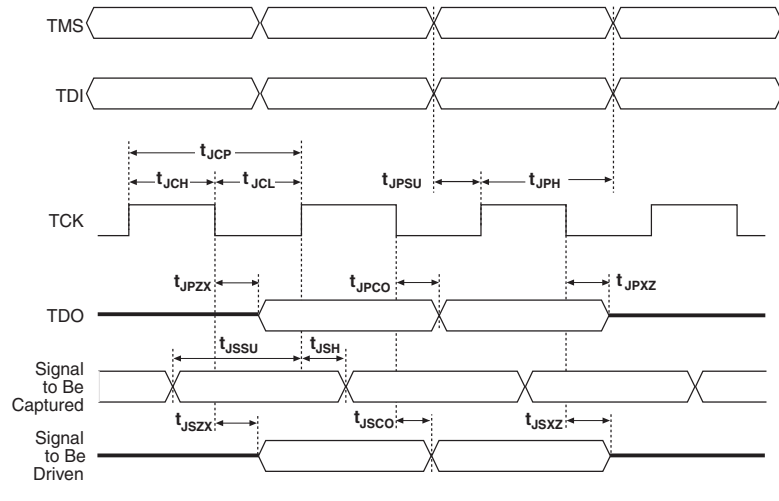 TMS
TDI
tJCP
tJCH
tJCL
tJPSU
tJPH
TCK
tJPZX
tJPCO
tJPXZ
TDO
tJSSU
tJSH
Signal
to Be
Captured
tJSZX
tJSCO
tJSXZ
Signal
to Be
Driven